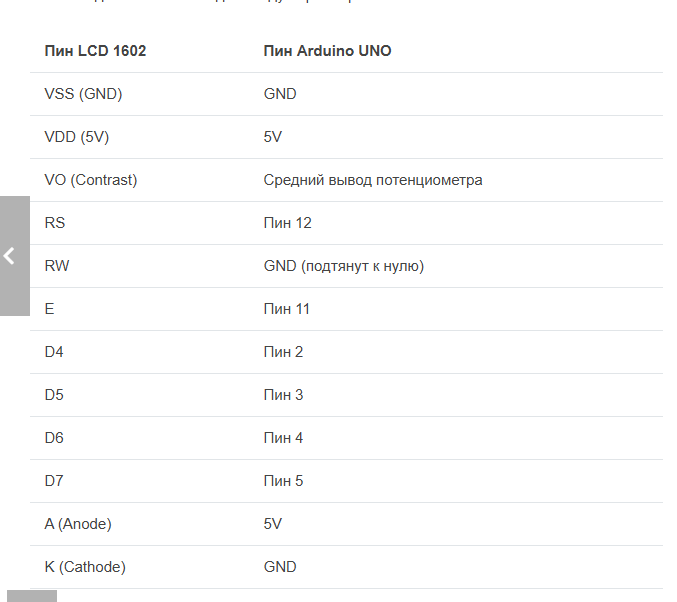 Пин LCD 1602 Пин Arduino UNO
VSS (GND) GND
VDD (5V) 5V
VO (Contrast) Средний вывод потенциометра
RS Пин 12
RW GND (подтянут к нулю)
E Пин 11
D4 Пин 2
D5 Пин 3
D6 Пин 4
D7 Пин 5
A (Anode) 5V
K (Cathode) GND